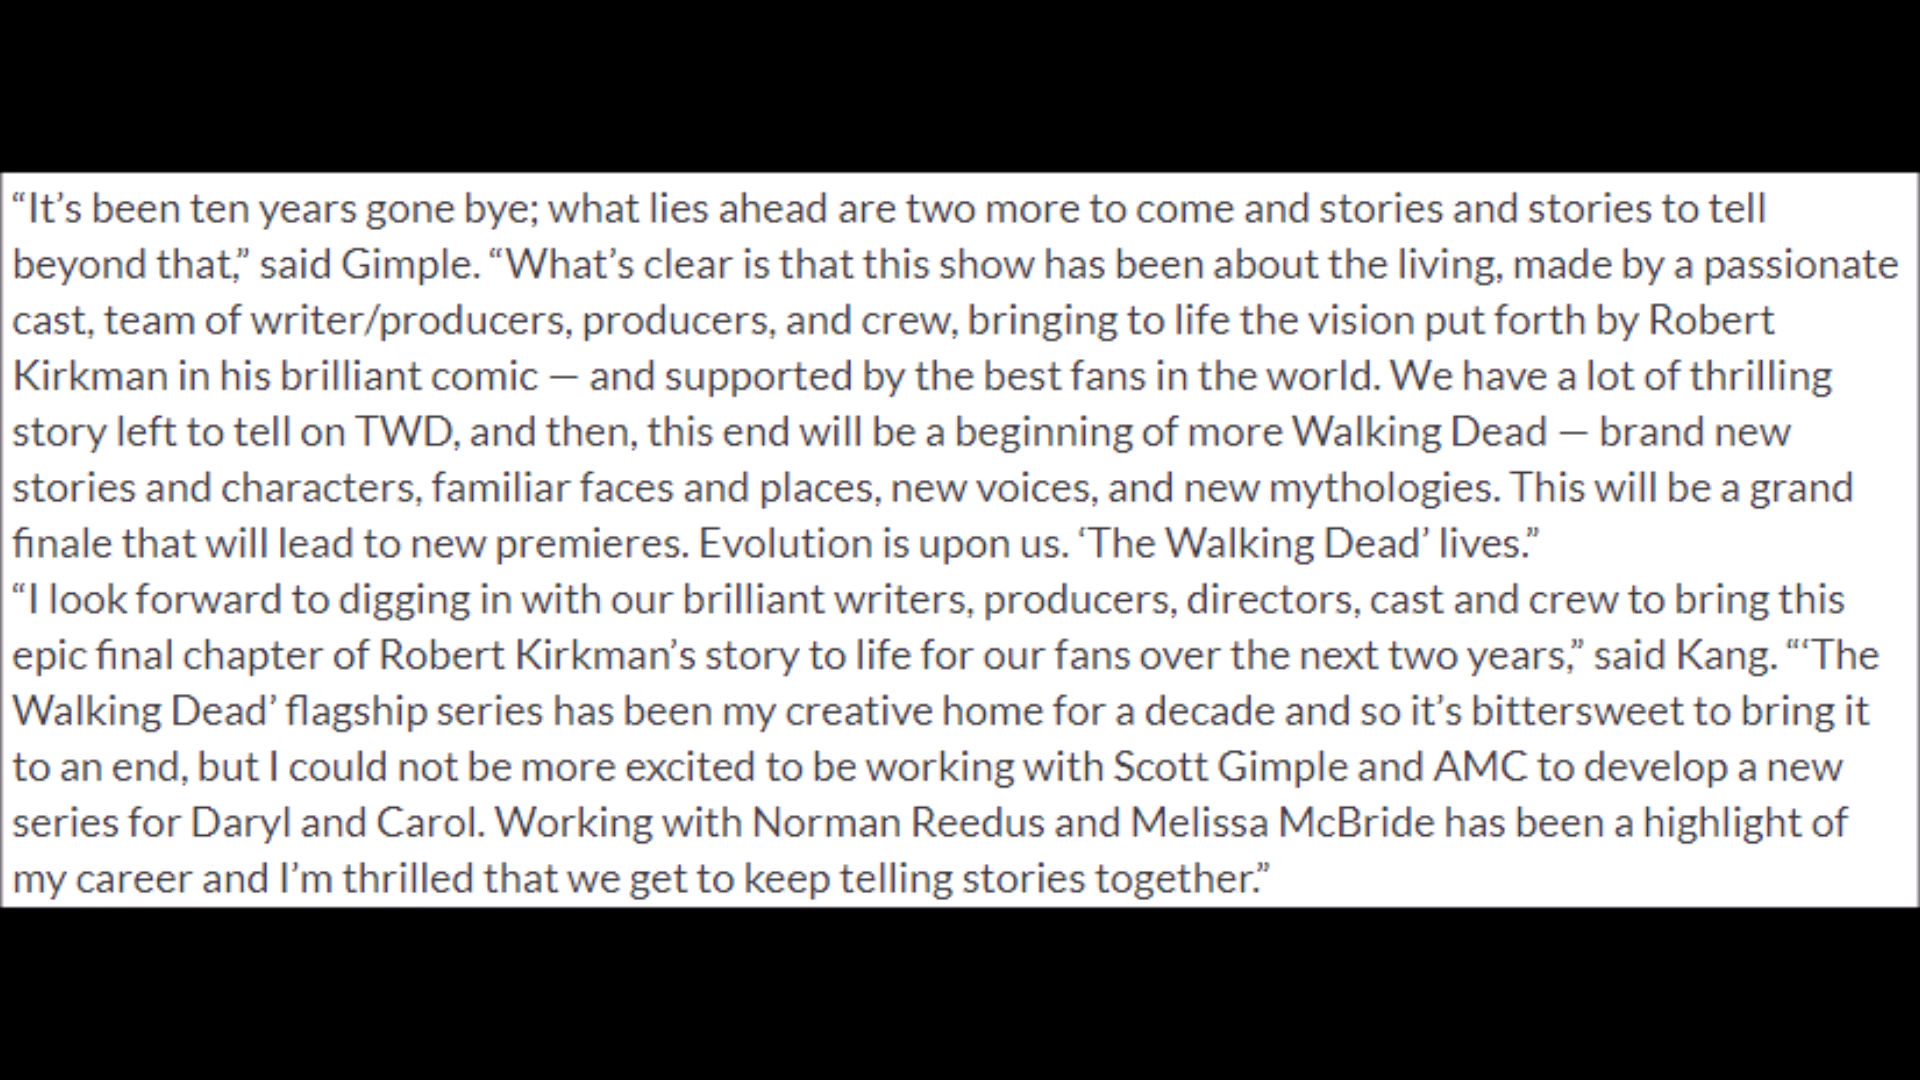 “It’s been ten years gone bye; what lies ahead are two more to come and stories and stories to tell
beyond that,” said Gimple. “What’s clear is that this show has been about the living, made by a passionate
cast, team of writer/producers, producers, and crew, bringing to life the vision put forth by Robert
Kirkman in his brilliant comic — and supported by the best fans in the world. We have a lot of thrilling
story left to tell on TWD, and then, this end will be a beginning of more Walking Dead — brand new
stories and characters, familiar faces and places, new voices, and new mythologies. This will be a grand
finale that will lead to new premieres. Evolution is upon us. ‘The Walking Dead’ lives.”
“I look forward to digging in with our brilliant writers, producers, directors, cast and crew to bring this
epic final chapter of Robert Kirkman’s story to life for our fans over the next two years,” said Kang. “‘The
Walking Dead’ flagship series has been my creative home for a decade and so it’s bittersweet to bring it
to an end, but I could not be more excited to be working with Scott Gimple and AMC to develop a new
series for Daryl and Carol. Working with Norman Reedus and Melissa McBride has been a highlight of
my career and I’m thrilled that we get to keep telling stories together.”